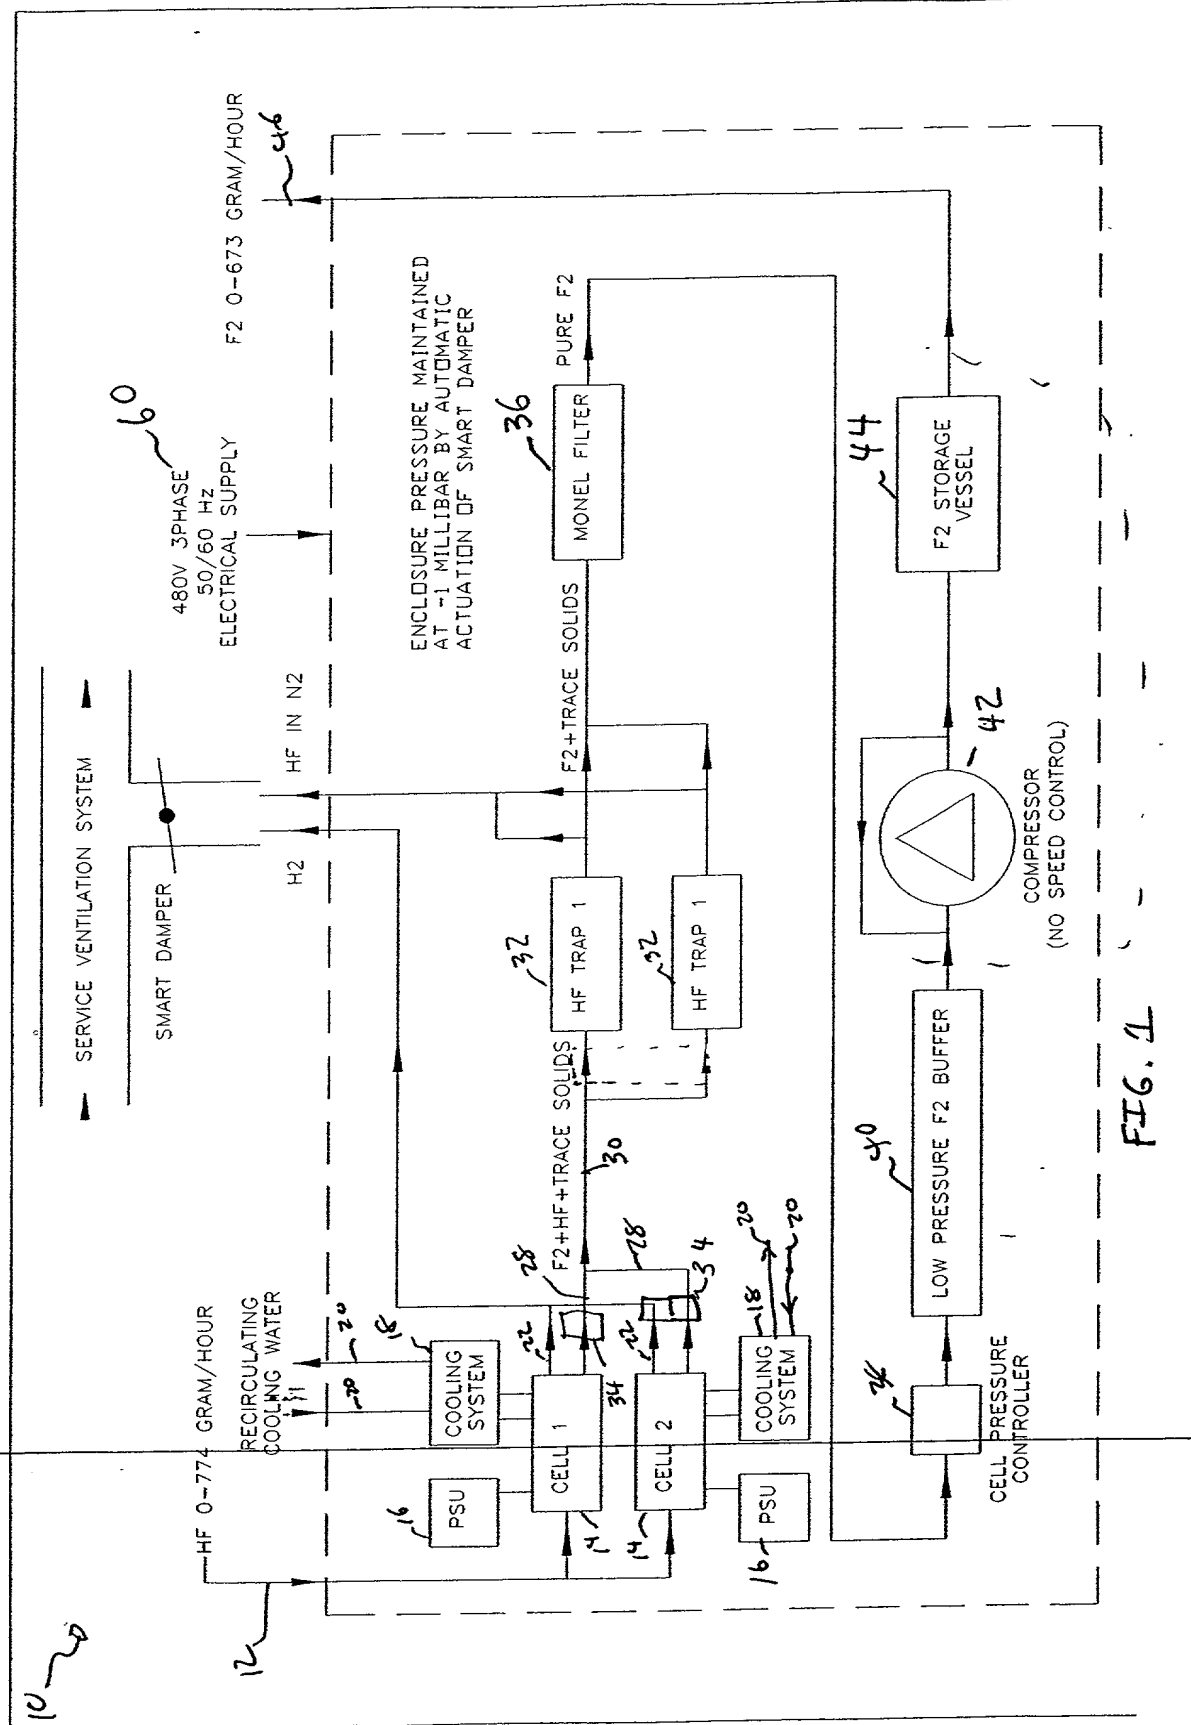 10
SERVICE VENTILATION SYSTEM
SMART DAMPER
480V 3PHASE
50/60 Hz
ELECTRICAL SUPPLY
60
HF 0-774 GRAM/HOUR
12
RECIRCULATING
COOLING WATER
20
20
H2
HF IN N2
F2 0-673 GRAM/HOUR
46
ENCLOSURE PRESSURE MAINTAINED
AT -1 MILLIBAR BY AUTOMATIC
ACTUATION OF SMART DAMPER
16
PSU
18
COOLING
SYSTEM
14
CELL 1
22
34
28
F2+HF+TRACE SOLIDS
30
32
HF TRAP 1
F2+TRACE SOLIDS
36
MONEL FILTER
PURE F2
14
CELL 2
22
28
34
32
HF TRAP 1
16
PSU
COOLING
SYSTEM
18
20
20
CELL PRESSURE
CONTROLLER
40
LOW PRESSURE F2 BUFFER
42
COMPRESSOR
(NO SPEED CONTROL)
44
F2 STORAGE
VESSEL
FIG. 1